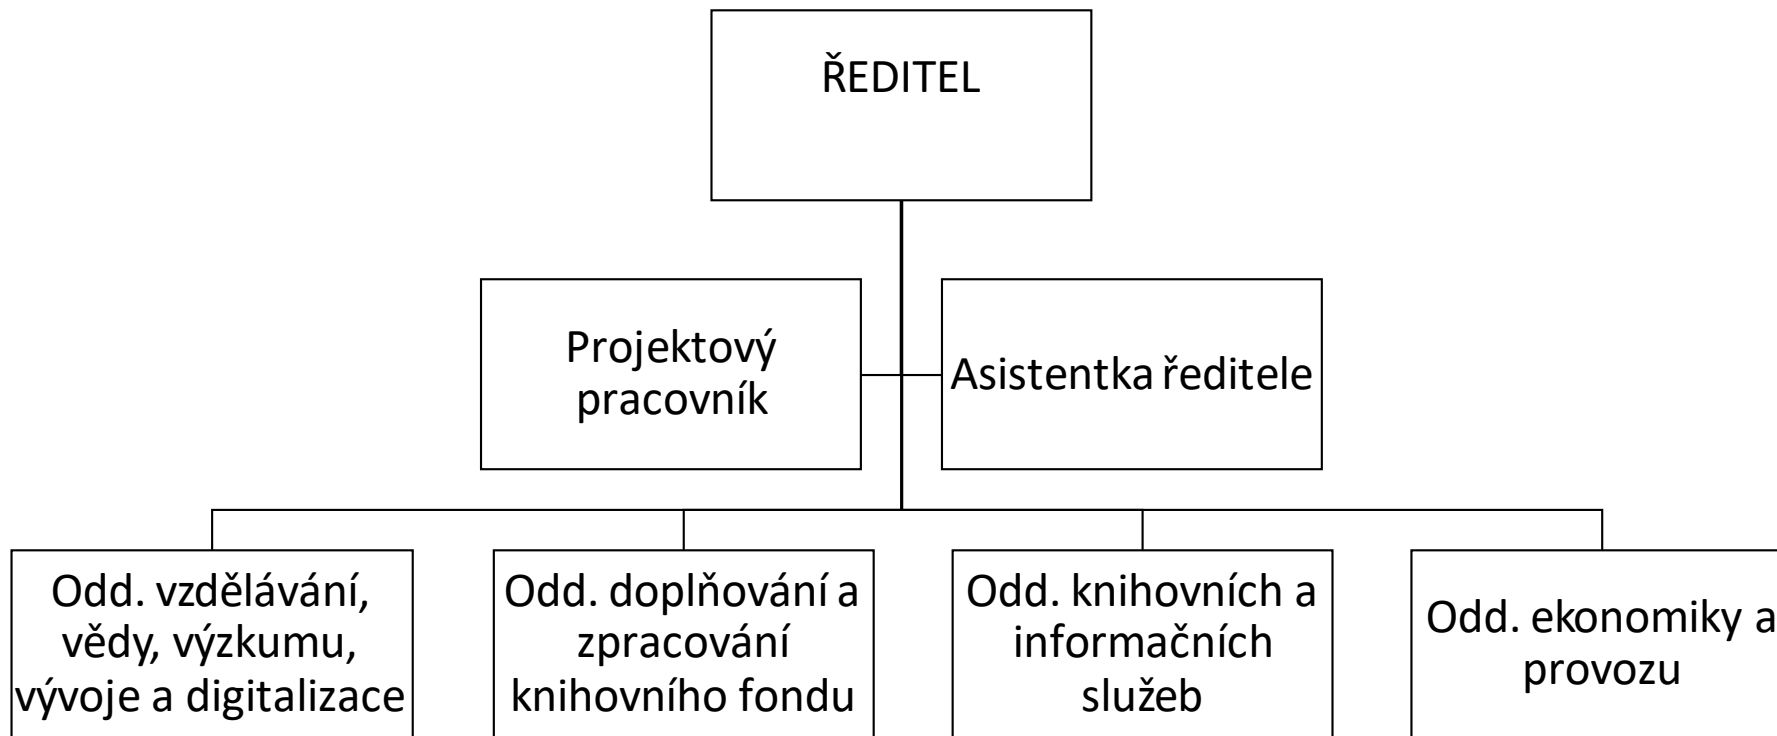 ŘEDITEL
Projektový
pracovník
Asistentka ředitele
Odd. vzdělávání,
vědy, výzkumu,
vývoje a digitalizace
Odd. doplňování a
zpracování
knihovního fondu
Odd. knihovních a
informačních
služeb
Odd. ekonomiky a
provozu